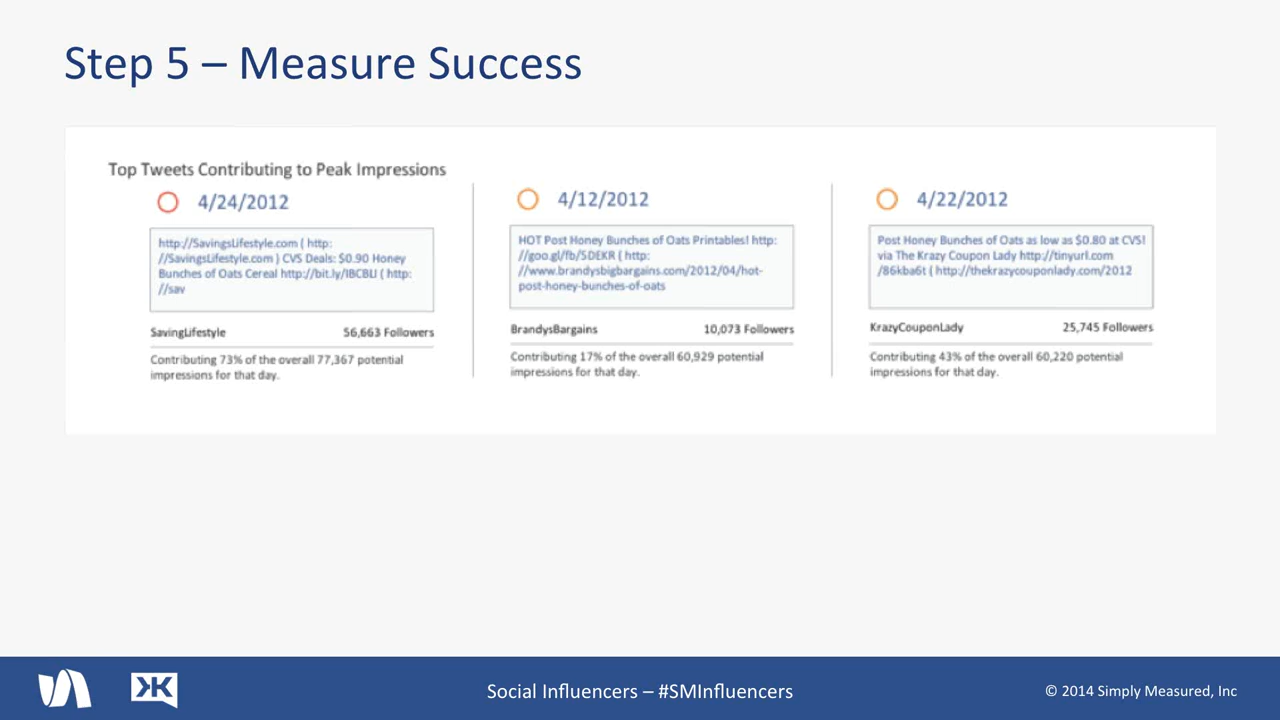 Step 5 – Measure Success
Top Tweets Contributing to Peak Impressions
4/24/2012
http://SavingsLifestyle.com ( http:
//SavingsLifestyle.com ) CVS Deals: $0.90 Honey
Bunches of Oats Cereal http://bit.ly/IBCBLI ( http:
//sav
SavingLifestyle 56,663 Followers
Contributing 73% of the overall 77,367 potential
impressions for that day.
4/12/2012
HOT Post Honey Bunches of Oats Printables! http:
//goo.gl/fb/5DEKR ( http:
//www.brandysbigbargains.com/2012/04/hot-
post-honey-bunches-of-oats
BrandysBargains 10,073 Followers
Contributing 17% of the overall 60,929 potential
impressions for that day.
4/22/2012
Post Honey Bunches of Oats as low as $0.80 at CVS!
via The Krazy Coupon Lady http://tinyurl.com
/86kba6t ( http://thekrazycouponlady.com/2012
KrazyCouponLady 25,745 Followers
Contributing 43% of the overall 60,220 potential
impressions for that day.
Social Influencers – #SMInfluencers
© 2014 Simply Measured, Inc